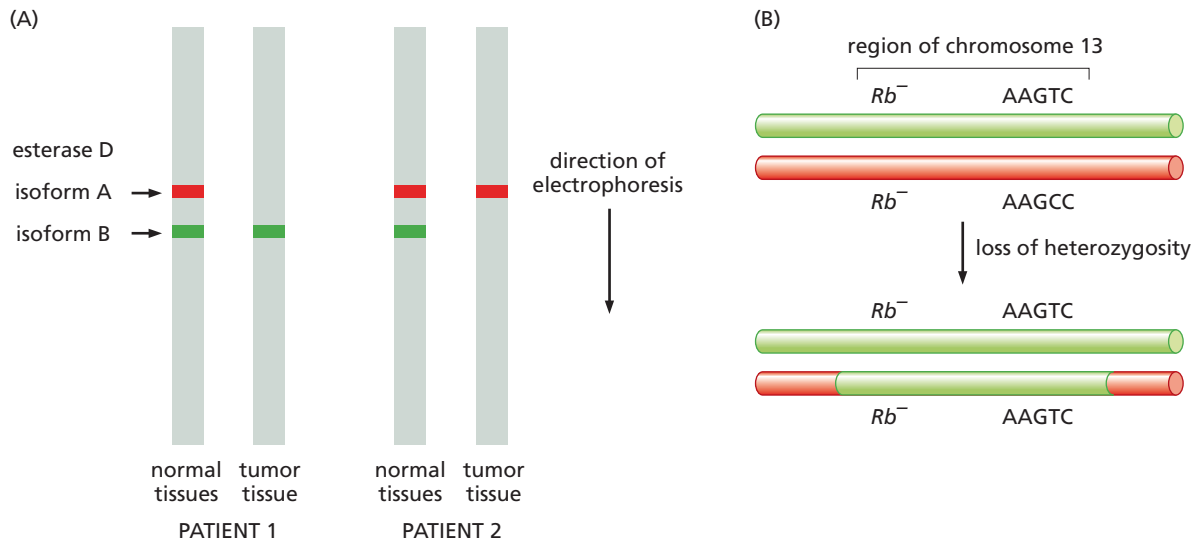 (A)
esterase D
isoform A
isoform B
direction of
electrophoresis
normal
tissues
tumor
tissue
PATIENT 1
normal
tissues
tumor
tissue
PATIENT 2
(B)
region of chromosome 13
Rb⁻ AAGTC
Rb⁻ AAGCC
loss of heterozygosity
Rb⁻ AAGTC
Rb⁻ AAGTC